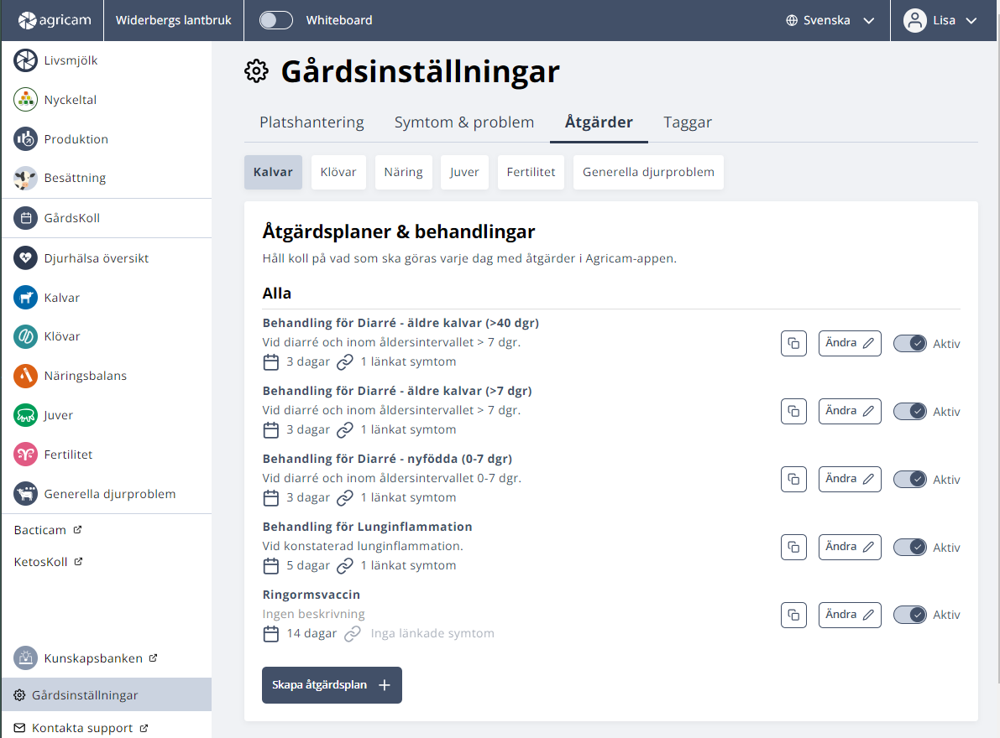 agricam
Widerbergs lantbruk
Whiteboard
Svenska
Lisa
Livsmjölk
Nyckeltal
Produktion
Besättning
GårdsKoll
Djurhälsa översikt
Kalvar
Klövar
Näringsbalans
Juver
Fertilitet
Generella djurproblem
Bacticam
KetosKoll
Kunskapsbanken
Gårdsinställningar
Kontakta support
Gårdsinställningar
Platshantering Symtom & problem Åtgärder Taggar
Kalvar Klövar Näring Juver Fertilitet Generella djurproblem
Åtgärdsplaner & behandlingar
Håll koll på vad som ska göras varje dag med åtgärder i Agricam-appen.
Alla
Behandling för Diarré - äldre kalvar (>40 dgr)
Vid diarré och inom åldersintervallet > 7 dgr.
3 dagar 1 länkat symtom
Ändra Aktiv
Behandling för Diarré - äldre kalvar (>7 dgr)
Vid diarré och inom åldersintervallet > 7 dgr.
3 dagar 1 länkat symtom
Ändra Aktiv
Behandling för Diarré - nyfödda (0-7 dgr)
Vid diarré och inom åldersintervallet 0-7 dgr.
3 dagar 1 länkat symtom
Ändra Aktiv
Behandling för Lunginflammation
Vid konstaterad lunginflammation.
5 dagar 1 länkat symtom
Ändra Aktiv
Ringormsvaccin
Ingen beskrivning
14 dagar Inga länkade symtom
Ändra Aktiv
Skapa åtgärdsplan